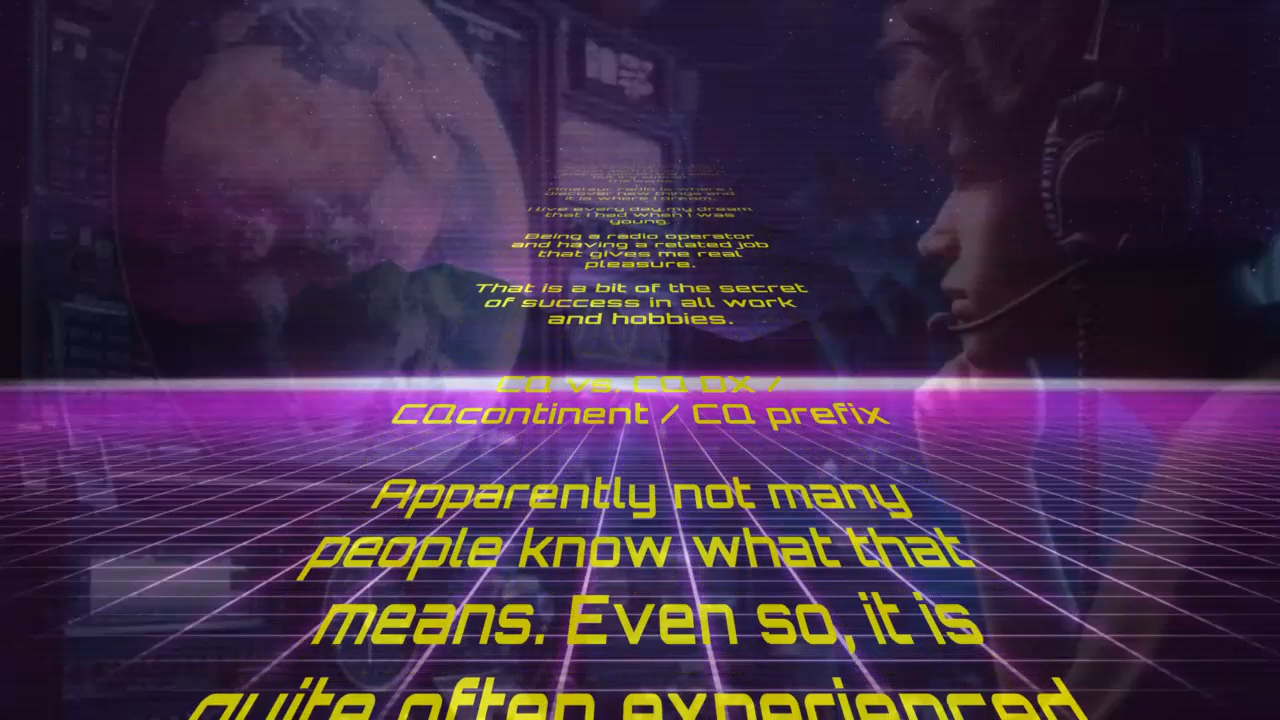 Amateur radio is where I
discover new things and
it is where I dream.
I live every day my dream
that I had when I was
young.
Being a radio operator
and having a related job
that gives me real
pleasure.
That is a bit of the secret
of success in all work
and hobbies.
CQ vs. CQ DX /
CQcontinent / CQ prefix
Apparently not many
people know what that
means. Even so, it is
quite often experienced